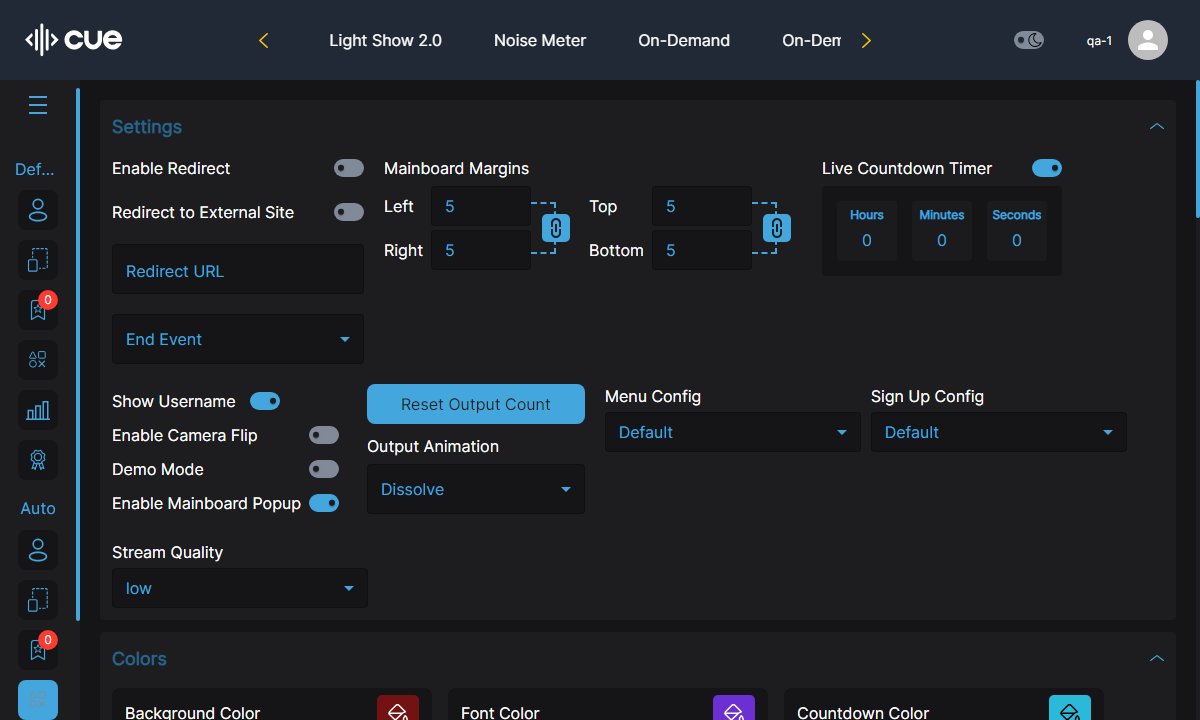 cue
Light Show 2.0
Noise Meter
On-Demand
On-Dem
qa-1
Def...
0
Auto
0
Settings
Enable Redirect
Redirect to External Site
Redirect URL
End Event
Mainboard Margins
Left
5
Right
5
Top
5
Bottom
5
Live Countdown Timer
Hours
0
Minutes
0
Seconds
0
Show Username
Enable Camera Flip
Demo Mode
Enable Mainboard Popup
Reset Output Count
Output Animation
Dissolve
Menu Config
Default
Sign Up Config
Default
Stream Quality
low
Colors
Background Color
Font Color
Countdown Color